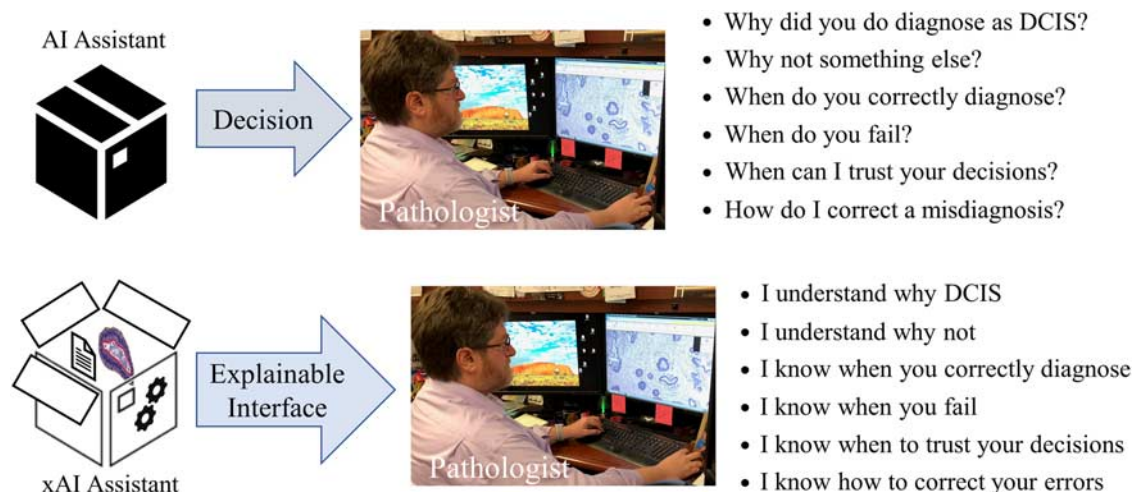 AI Assistant
Decision
Pathologist
• Why did you do diagnose as DCIS?
• Why not something else?
• When do you correctly diagnose?
• When do you fail?
• When can I trust your decisions?
• How do I correct a misdiagnosis?
xAI Assistant
Explainable
Interface
Pathologist
• I understand why DCIS
• I understand why not
• I know when you correctly diagnose
• I know when you fail
• I know when to trust your decisions
• I know how to correct your errors